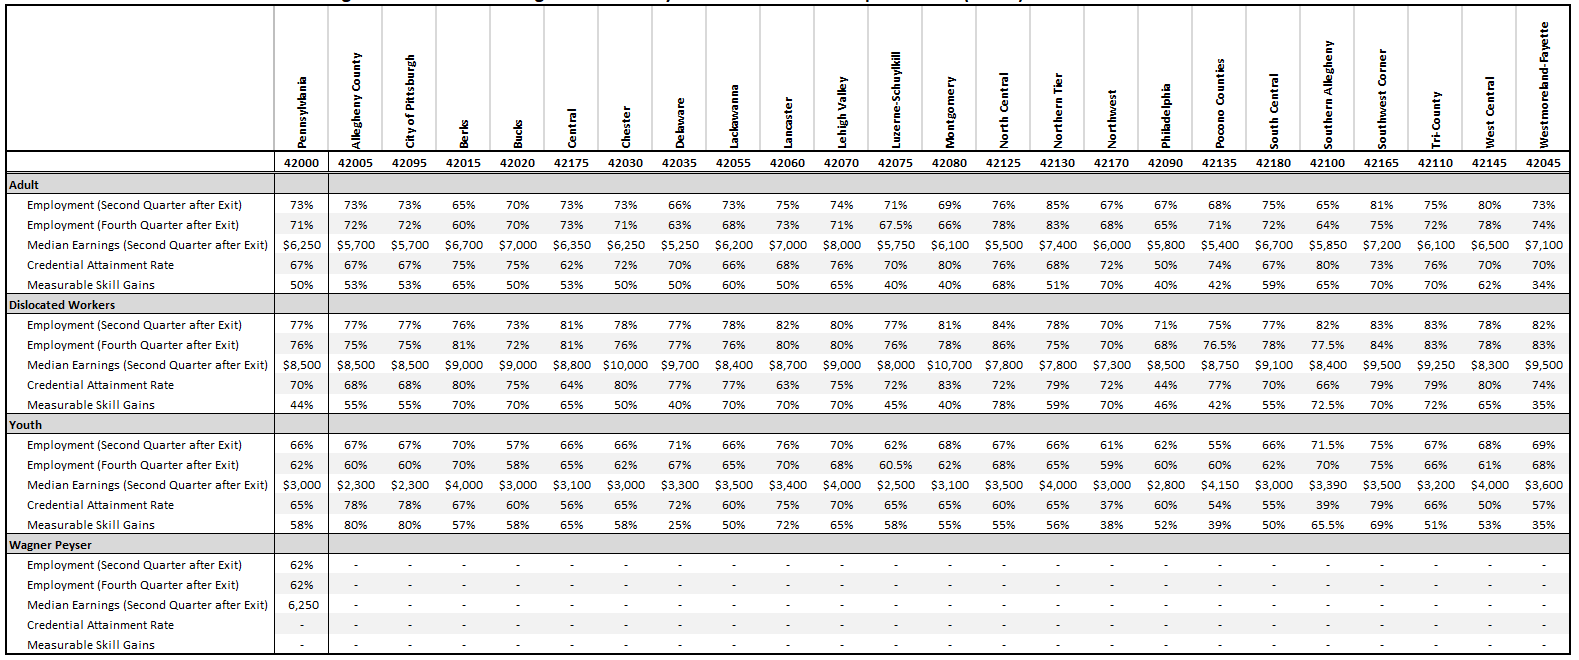 Pennsylvlania Allegheny County City of Pittsburgh Berks Bucks Central Chester Delaware Lackawanna Lancaster Lehigh Valley Luzerne-Schuylkill Montgomery North Central Northern Tier Northwest Philadelphia Pocono Counties South Central Southern Allegheny Southwest Corner Tri-County West Central Westmoreland-Fayette
42000 42005 42095 42015 42020 42175 42030 42035 42055 42060 42070 42075 42080 42125 42130 42170 42090 42135 42180 42100 42165 42110 42145 42045
Adult
Employment (Second Quarter after Exit) 73% 73% 73% 65% 70% 73% 73% 66% 73% 75% 74% 71% 69% 76% 85% 67% 67% 68% 75% 65% 81% 75% 80% 73%
Employment (Fourth Quarter after Exit) 71% 72% 72% 60% 70% 73% 71% 63% 68% 73% 71% 67.5% 66% 78% 83% 68% 65% 71% 72% 64% 75% 72% 78% 74%
Median Earnings (Second Quarter after Exit) $6,250 $5,700 $5,700 $6,700 $7,000 $6,350 $6,250 $5,250 $6,200 $7,000 $8,000 $5,750 $6,100 $5,500 $7,400 $6,000 $5,800 $5,400 $6,700 $5,850 $7,200 $6,100 $6,500 $7,100
Credential Attainment Rate 67% 67% 67% 75% 75% 62% 72% 70% 66% 68% 76% 70% 80% 76% 68% 72% 50% 74% 67% 80% 73% 76% 70% 70%
Measurable Skill Gains 50% 53% 53% 65% 50% 53% 50% 50% 60% 50% 65% 40% 40% 68% 51% 70% 40% 42% 59% 65% 70% 70% 62% 34%
Dislocated Workers
Employment (Second Quarter after Exit) 77% 77% 77% 76% 73% 81% 78% 77% 78% 82% 80% 77% 81% 84% 78% 70% 71% 75% 77% 82% 83% 83% 78% 82%
Employment (Fourth Quarter after Exit) 76% 75% 75% 81% 72% 81% 76% 77% 76% 80% 80% 76% 78% 86% 75% 70% 68% 76.5% 78% 77.5% 84% 83% 78% 83%
Median Earnings (Second Quarter after Exit) $8,500 $8,500 $8,500 $9,000 $9,000 $8,800 $10,000 $9,700 $8,400 $8,700 $9,000 $8,000 $10,700 $7,800 $7,800 $7,300 $8,500 $8,750 $9,100 $8,400 $9,500 $9,250 $8,300 $9,500
Credential Attainment Rate 70% 68% 68% 80% 75% 64% 80% 77% 77% 63% 75% 72% 83% 72% 79% 72% 44% 77% 70% 66% 79% 79% 80% 74%
Measurable Skill Gains 44% 55% 55% 70% 70% 65% 50% 40% 70% 70% 70% 45% 40% 78% 59% 70% 46% 42% 55% 72.5% 70% 72% 65% 35%
Youth
Employment (Second Quarter after Exit) 66% 67% 67% 70% 57% 66% 66% 71% 66% 76% 70% 62% 68% 67% 66% 61% 62% 55% 66% 71.5% 75% 67% 68% 69%
Employment (Fourth Quarter after Exit) 62% 60% 60% 70% 58% 65% 62% 67% 65% 70% 68% 60.5% 62% 68% 65% 59% 60% 60% 62% 70% 75% 66% 61% 68%
Median Earnings (Second Quarter after Exit) $3,000 $2,300 $2,300 $4,000 $3,000 $3,100 $3,000 $3,300 $3,500 $3,400 $4,000 $2,500 $3,100 $3,500 $4,000 $3,000 $2,800 $4,150 $3,000 $3,390 $3,500 $3,200 $4,000 $3,600
Credential Attainment Rate 65% 78% 78% 67% 60% 56% 65% 72% 60% 75% 70% 65% 65% 60% 65% 37% 60% 54% 55% 39% 79% 66% 50% 57%
Measurable Skill Gains 58% 80% 80% 57% 58% 65% 58% 25% 50% 72% 65% 58% 55% 55% 56% 38% 52% 39% 50% 65.5% 69% 51% 53% 35%
Wagner Peyser
Employment (Second Quarter after Exit) 62% - - - - - - - - - - - - - - - - - - - - - - -
Employment (Fourth Quarter after Exit) 62% - - - - - - - - - - - - - - - - - - - - - - -
Median Earnings (Second Quarter after Exit) 6,250 - - - - - - - - - - - - - - - - - - - - - - -
Credential Attainment Rate - - - - - - - - - - - - - - - - - - - - - - - -
Measurable Skill Gains - - - - - - - - - - - - - - - - - - - - - - - -